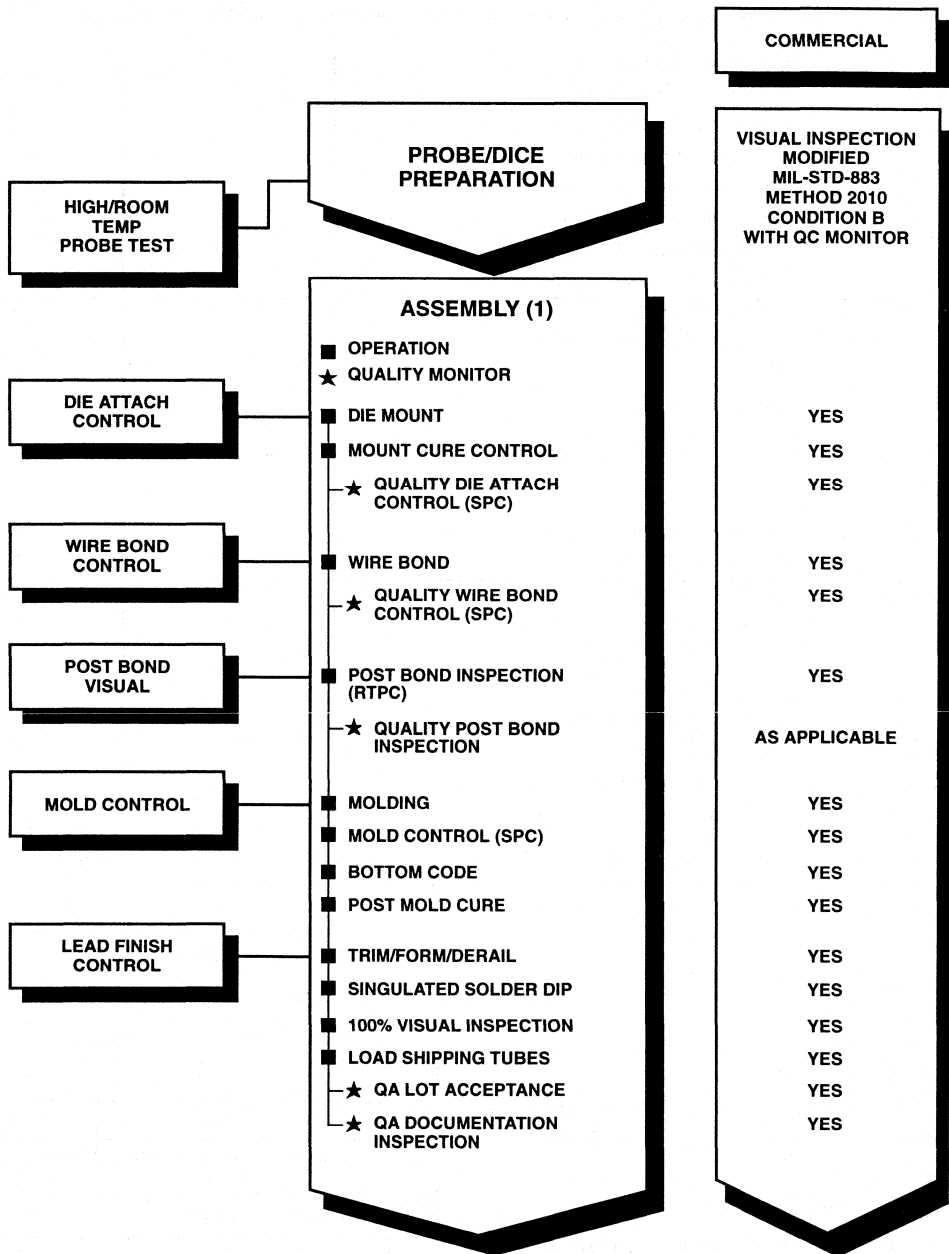 COMMERCIAL
PROBE/DICE
PREPARATION
HIGH/ROOM
TEMP
PROBE TEST
VISUAL INSPECTION
MODIFIED
MIL-STD-883
METHOD 2010
CONDITION B
WITH QC MONITOR
ASSEMBLY (1)
■ OPERATION
★ QUALITY MONITOR
DIE ATTACH
CONTROL
■ DIE MOUNT YES
■ MOUNT CURE CONTROL YES
★ QUALITY DIE ATTACH YES
CONTROL (SPC)
WIRE BOND
CONTROL
■ WIRE BOND YES
★ QUALITY WIRE BOND YES
CONTROL (SPC)
POST BOND
VISUAL
■ POST BOND INSPECTION YES
(RTPC)
★ QUALITY POST BOND
INSPECTION
AS APPLICABLE
MOLD CONTROL
■ MOLDING YES
■ MOLD CONTROL (SPC) YES
■ BOTTOM CODE YES
■ POST MOLD CURE YES
LEAD FINISH
CONTROL
■ TRIM/FORM/DERAIL YES
■ SINGULATED SOLDER DIP YES
■ 100% VISUAL INSPECTION YES
■ LOAD SHIPPING TUBES YES
★ QA LOT ACCEPTANCE YES
★ QA DOCUMENTATION YES
INSPECTION